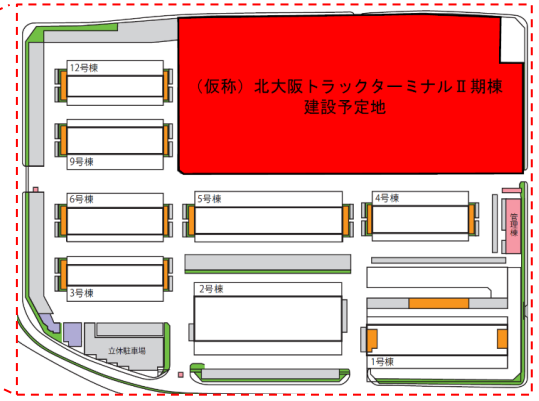 12号棟
(仮称)北大阪トラックターミナルⅡ期棟
建設予定地
9号棟
6号棟
5号棟
4号棟
管理棟
3号棟
2号棟
立体駐車場
1号棟